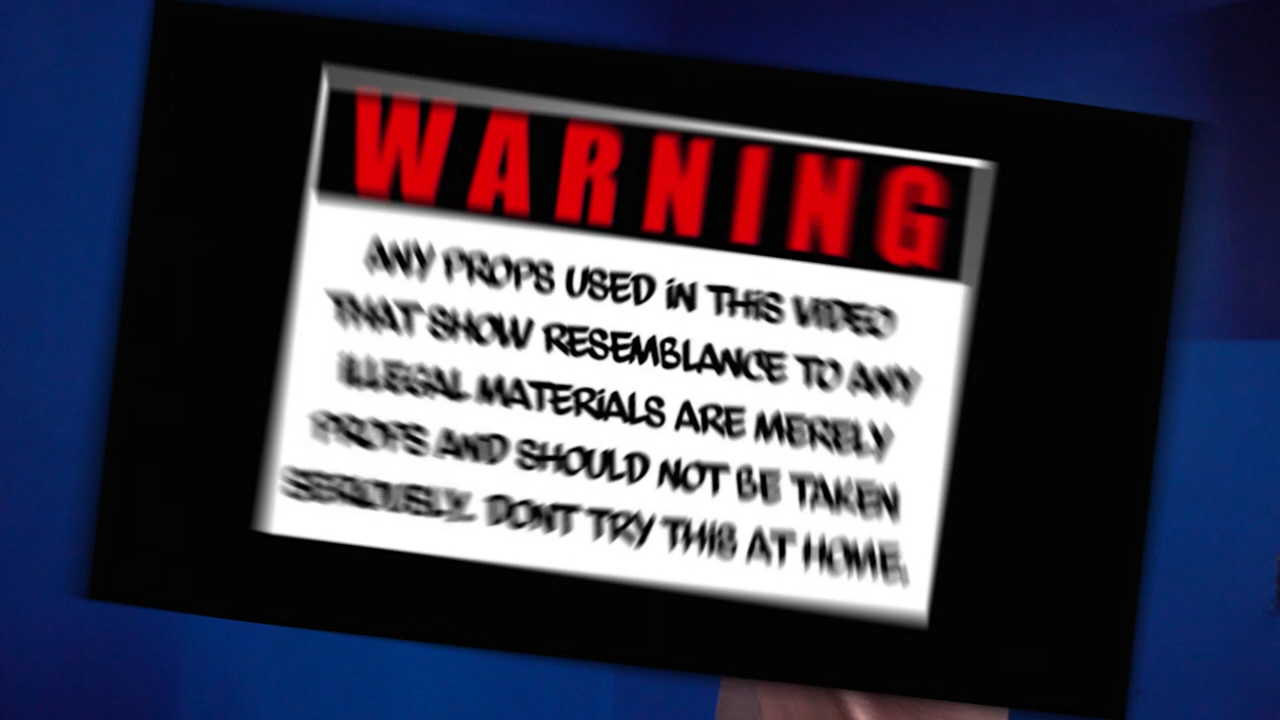 WARNING
ANY PROPS USED iN THiS VIDEO
THAT SHOW RESEMBLANCE TO ANY
ILLEGAL MATERiALS ARE MERELY
PROPS AND SHOULD NOT BE TAKEN
SERIOUSLY. DONT TRY THIS AT HOME.